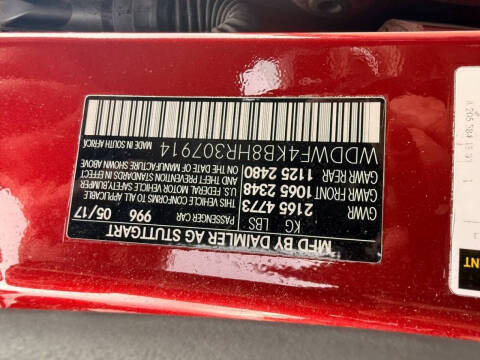 MFD BY DAIMLER AG STUTTGART
KG LBS PASSENGER CAR
GVWR 2165 4773 996 05/17
GAWR FRONT 1065 2348
GAWR REAR 1125 2480
THIS VEHICLE CONFORMS TO ALL APPLICABLE
U.S. FEDERAL MOTOR VEHICLE SAFETY, BUMPER
AND THEFT PREVENTION STANDARDS IN EFFECT
ON THE DATE OF MANUFACTURE SHOWN ABOVE
WDDWF4KB8HR307914
MADE IN SOUTH AFRICA
A 205 584